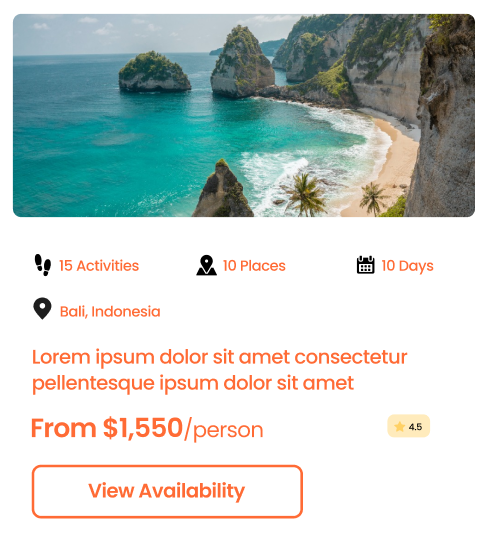 15 Activities
10 Places
10 Days
Bali, Indonesia
Lorem ipsum dolor sit amet consectetur
pellentesque ipsum dolor sit amet
From $1,550/person
4.5
View Availability